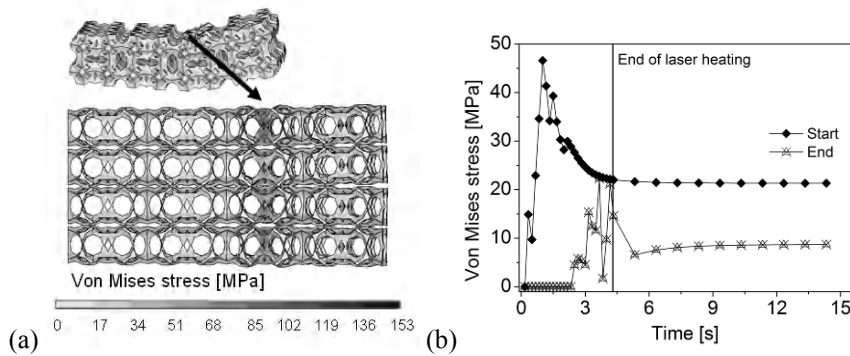 Von Mises stress [MPa]
0 17 34 51 68 85 102 119 136 153
(a)
(b)
Von Mises stress [MPa]
50
40
30
20
10
0
End of laser heating
Start
End
0 3 6 9 12 15
Time [s]